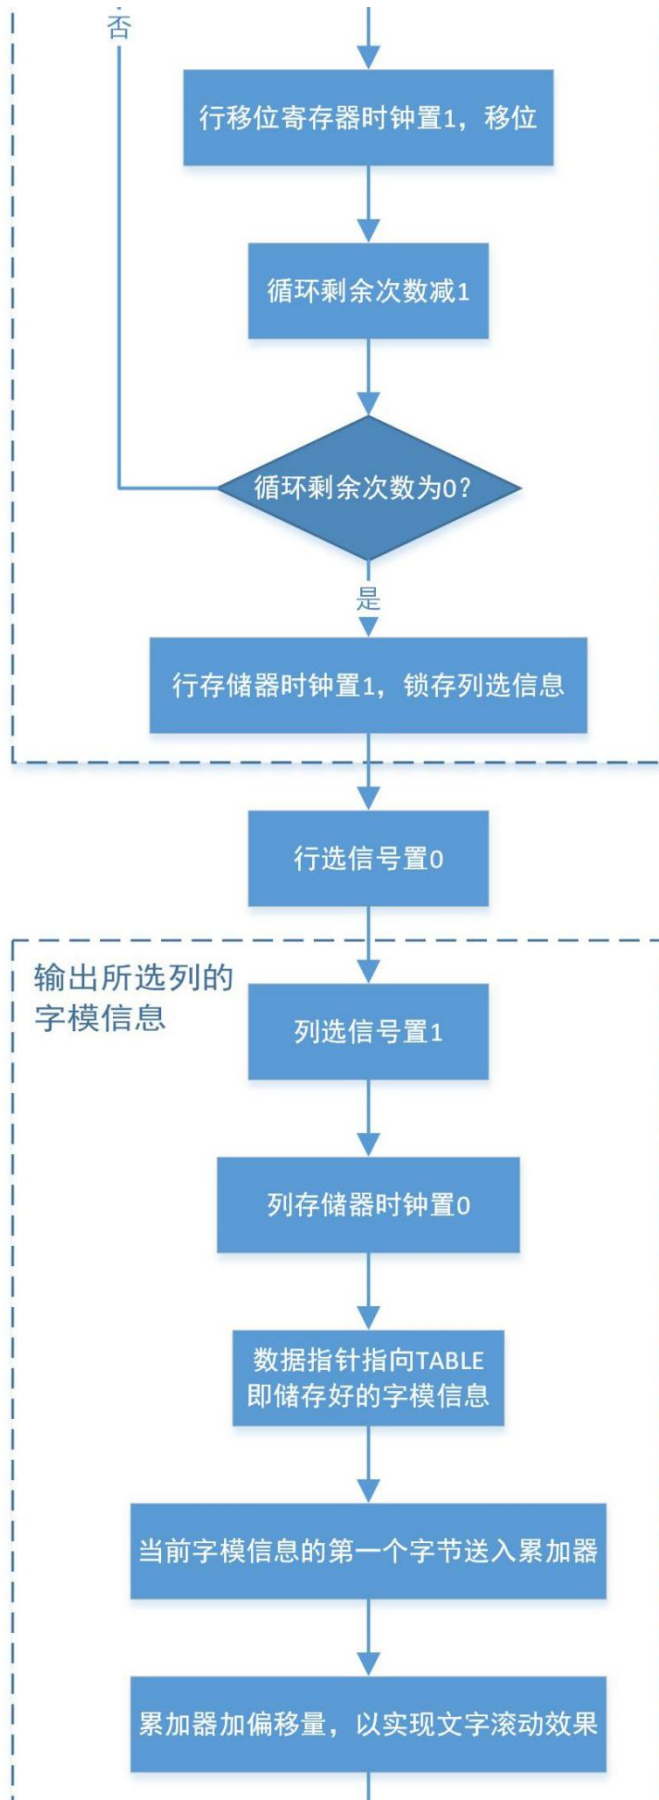 否
行移位寄存器时钟置1，移位
循环剩余次数减1
循环剩余次数为0？
是
行存储器时钟置1，锁存列选信息
行选信号置0
输出所选列的
字模信息
列选信号置1
列存储器时钟置0
数据指针指向TABLE
即储存好的字模信息
当前字模信息的第一个字节送入累加器
累加器加偏移量，以实现文字滚动效果